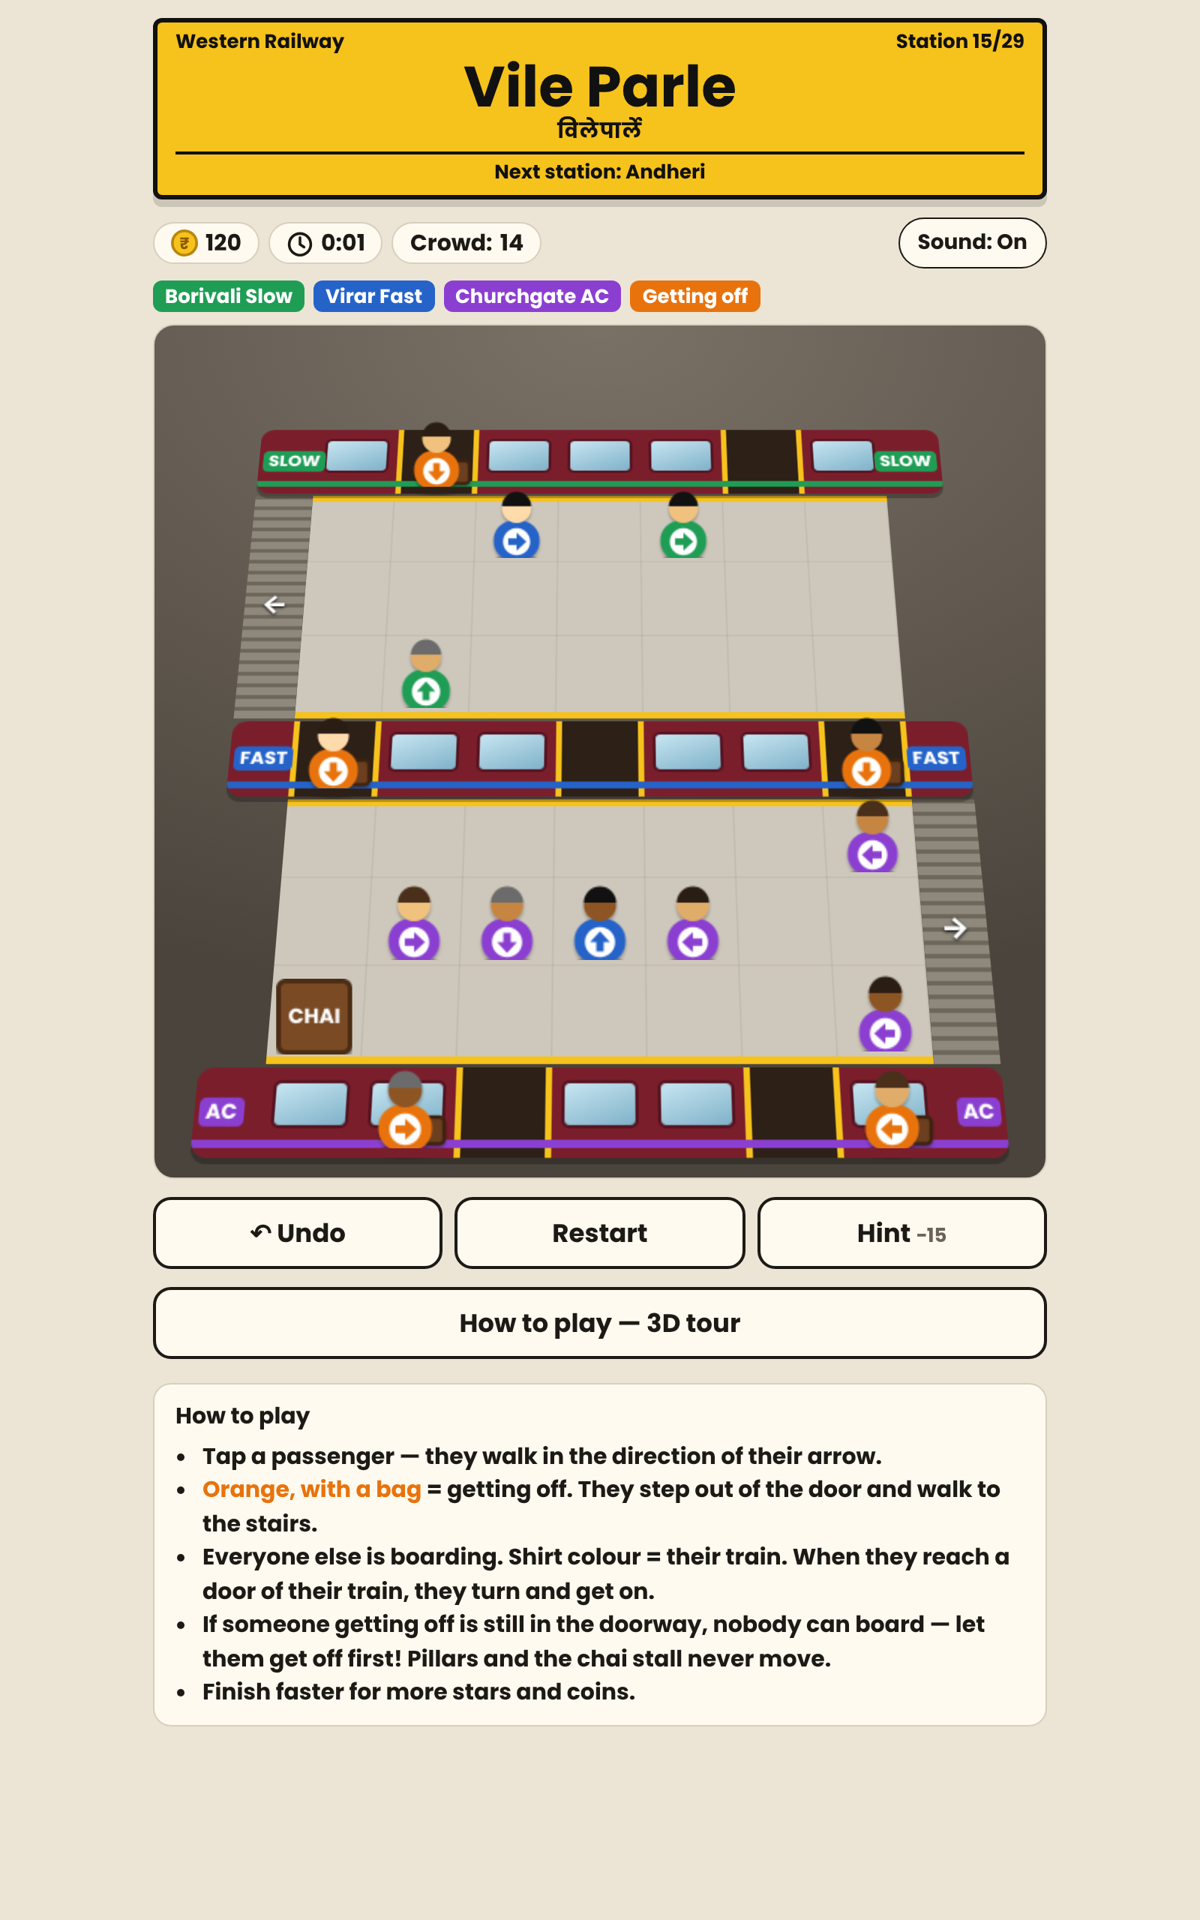 Western Railway
Station 15/29
Vile Parle
विलेपार्ले
Next station: Andheri
₹ 120
0:01
Crowd: 14
Sound: On
Borivali Slow
Virar Fast
Churchgate AC
Getting off
SLOW
SLOW
←
FAST
FAST
→
CHAI
AC
AC
↶ Undo
Restart
Hint -15
How to play — 3D tour
How to play
• Tap a passenger — they walk in the direction of their arrow.
• Orange, with a bag = getting off. They step out of the door and walk to
the stairs.
• Everyone else is boarding. Shirt colour = their train. When they reach a
door of their train, they turn and get on.
• If someone getting off is still in the doorway, nobody can board — let
them get off first! Pillars and the chai stall never move.
• Finish faster for more stars and coins.